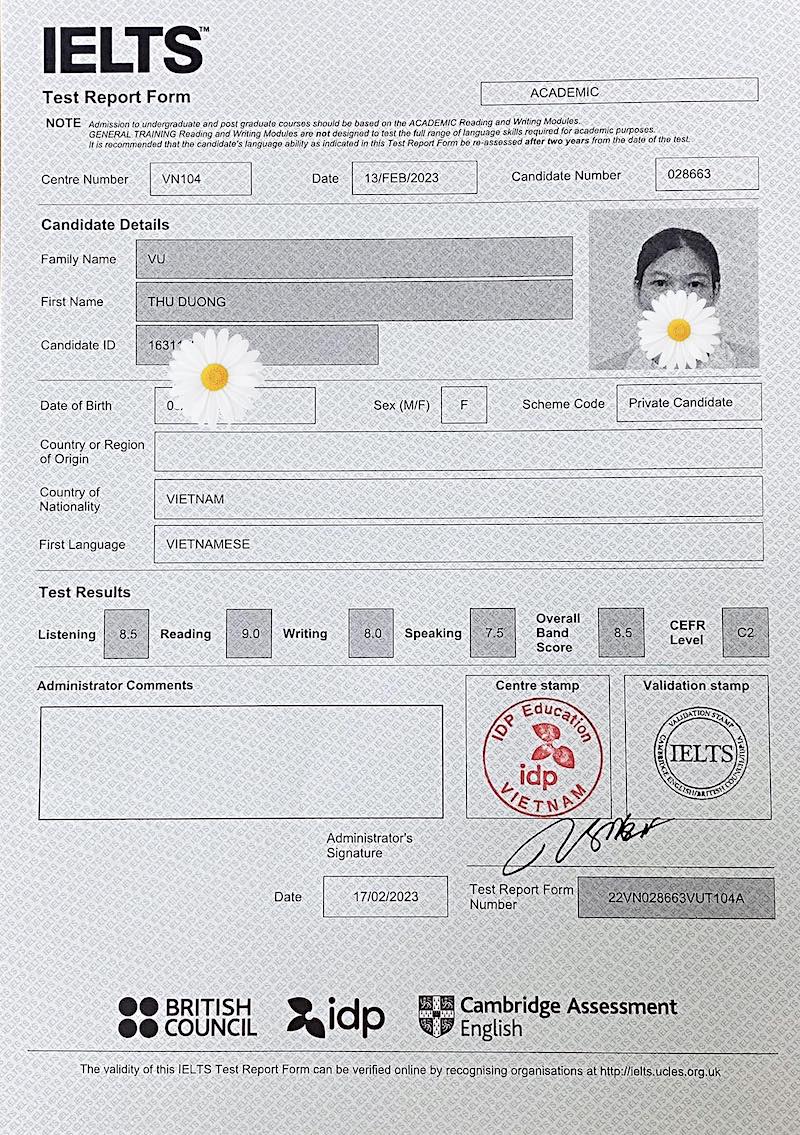 IELTS™
Test Report Form
ACADEMIC
NOTE Admission to undergraduate and post graduate courses should be based on the ACADEMIC Reading and Writing Modules.
GENERAL TRAINING Reading and Writing Modules are not designed to test the full range of language skills required for academic purposes.
It is recommended that the candidate's language ability as indicated in this Test Report Form be re-assessed after two years from the date of the test.
Centre Number VN104 Date 13/FEB/2023 Candidate Number 028663
Candidate Details
Family Name VU
First Name THU DUONG
Candidate ID
Date of Birth Sex (M/F) F Scheme Code Private Candidate
Country or Region
of Origin
Country of
Nationality VIETNAM
First Language VIETNAMESE
Test Results
Listening 8.5 Reading 9.0 Writing 8.0 Speaking 7.5 Overall Band Score 8.5 CEFR Level C2
Administrator Comments
Centre stamp
Validation stamp
IDP Education
idp
VIETNAM
VALIDATION STAMP
IELTS
Administrator's
Signature
Date 17/02/2023
Test Report Form
Number 22VN028663VUT104A
BRITISH
COUNCIL
idp
Cambridge Assessment
English
The validity of this IELTS Test Report Form can be verified online by recognising organisations at http://ielts.ucles.org.uk